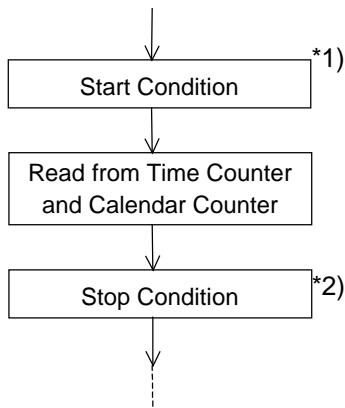 *1)
Start Condition
Read from Time Counter
and Calendar Counter
*2)
Stop Condition